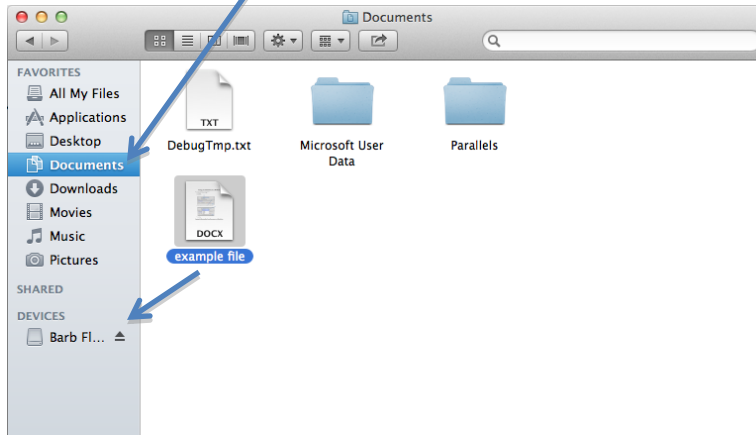 Documents
FAVORITES
All My Files
Applications
Desktop
Documents
Downloads
Movies
Music
Pictures
SHARED
DEVICES
Barb Fl...
TXT
DebugTmp.txt
Microsoft User
Data
Parallels
DOCX
example file